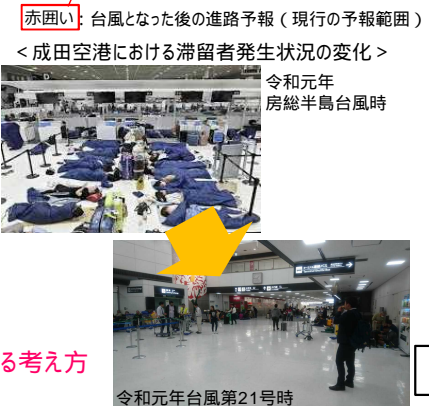 赤囲い：台風となった後の進路予報（現行の予報範囲）
<成田空港における滞留者発生状況の変化>
令和元年
房総半島台風時
る考え方
令和元年台風第21号時